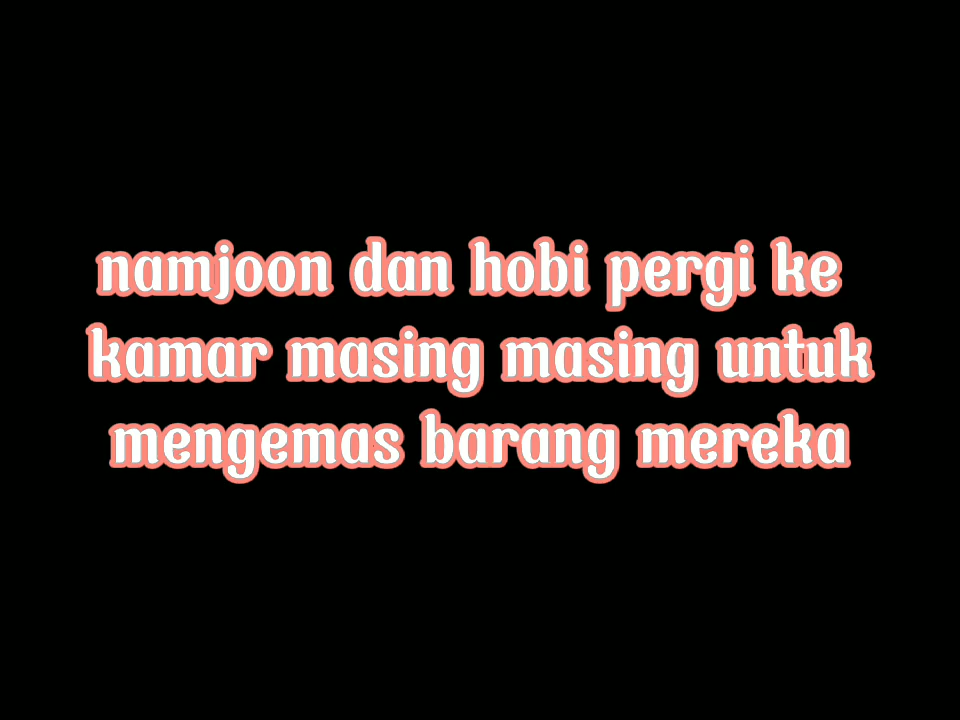 namjoon dan hobi pergi ke
kamar masing masing untuk
mengemas barang mereka